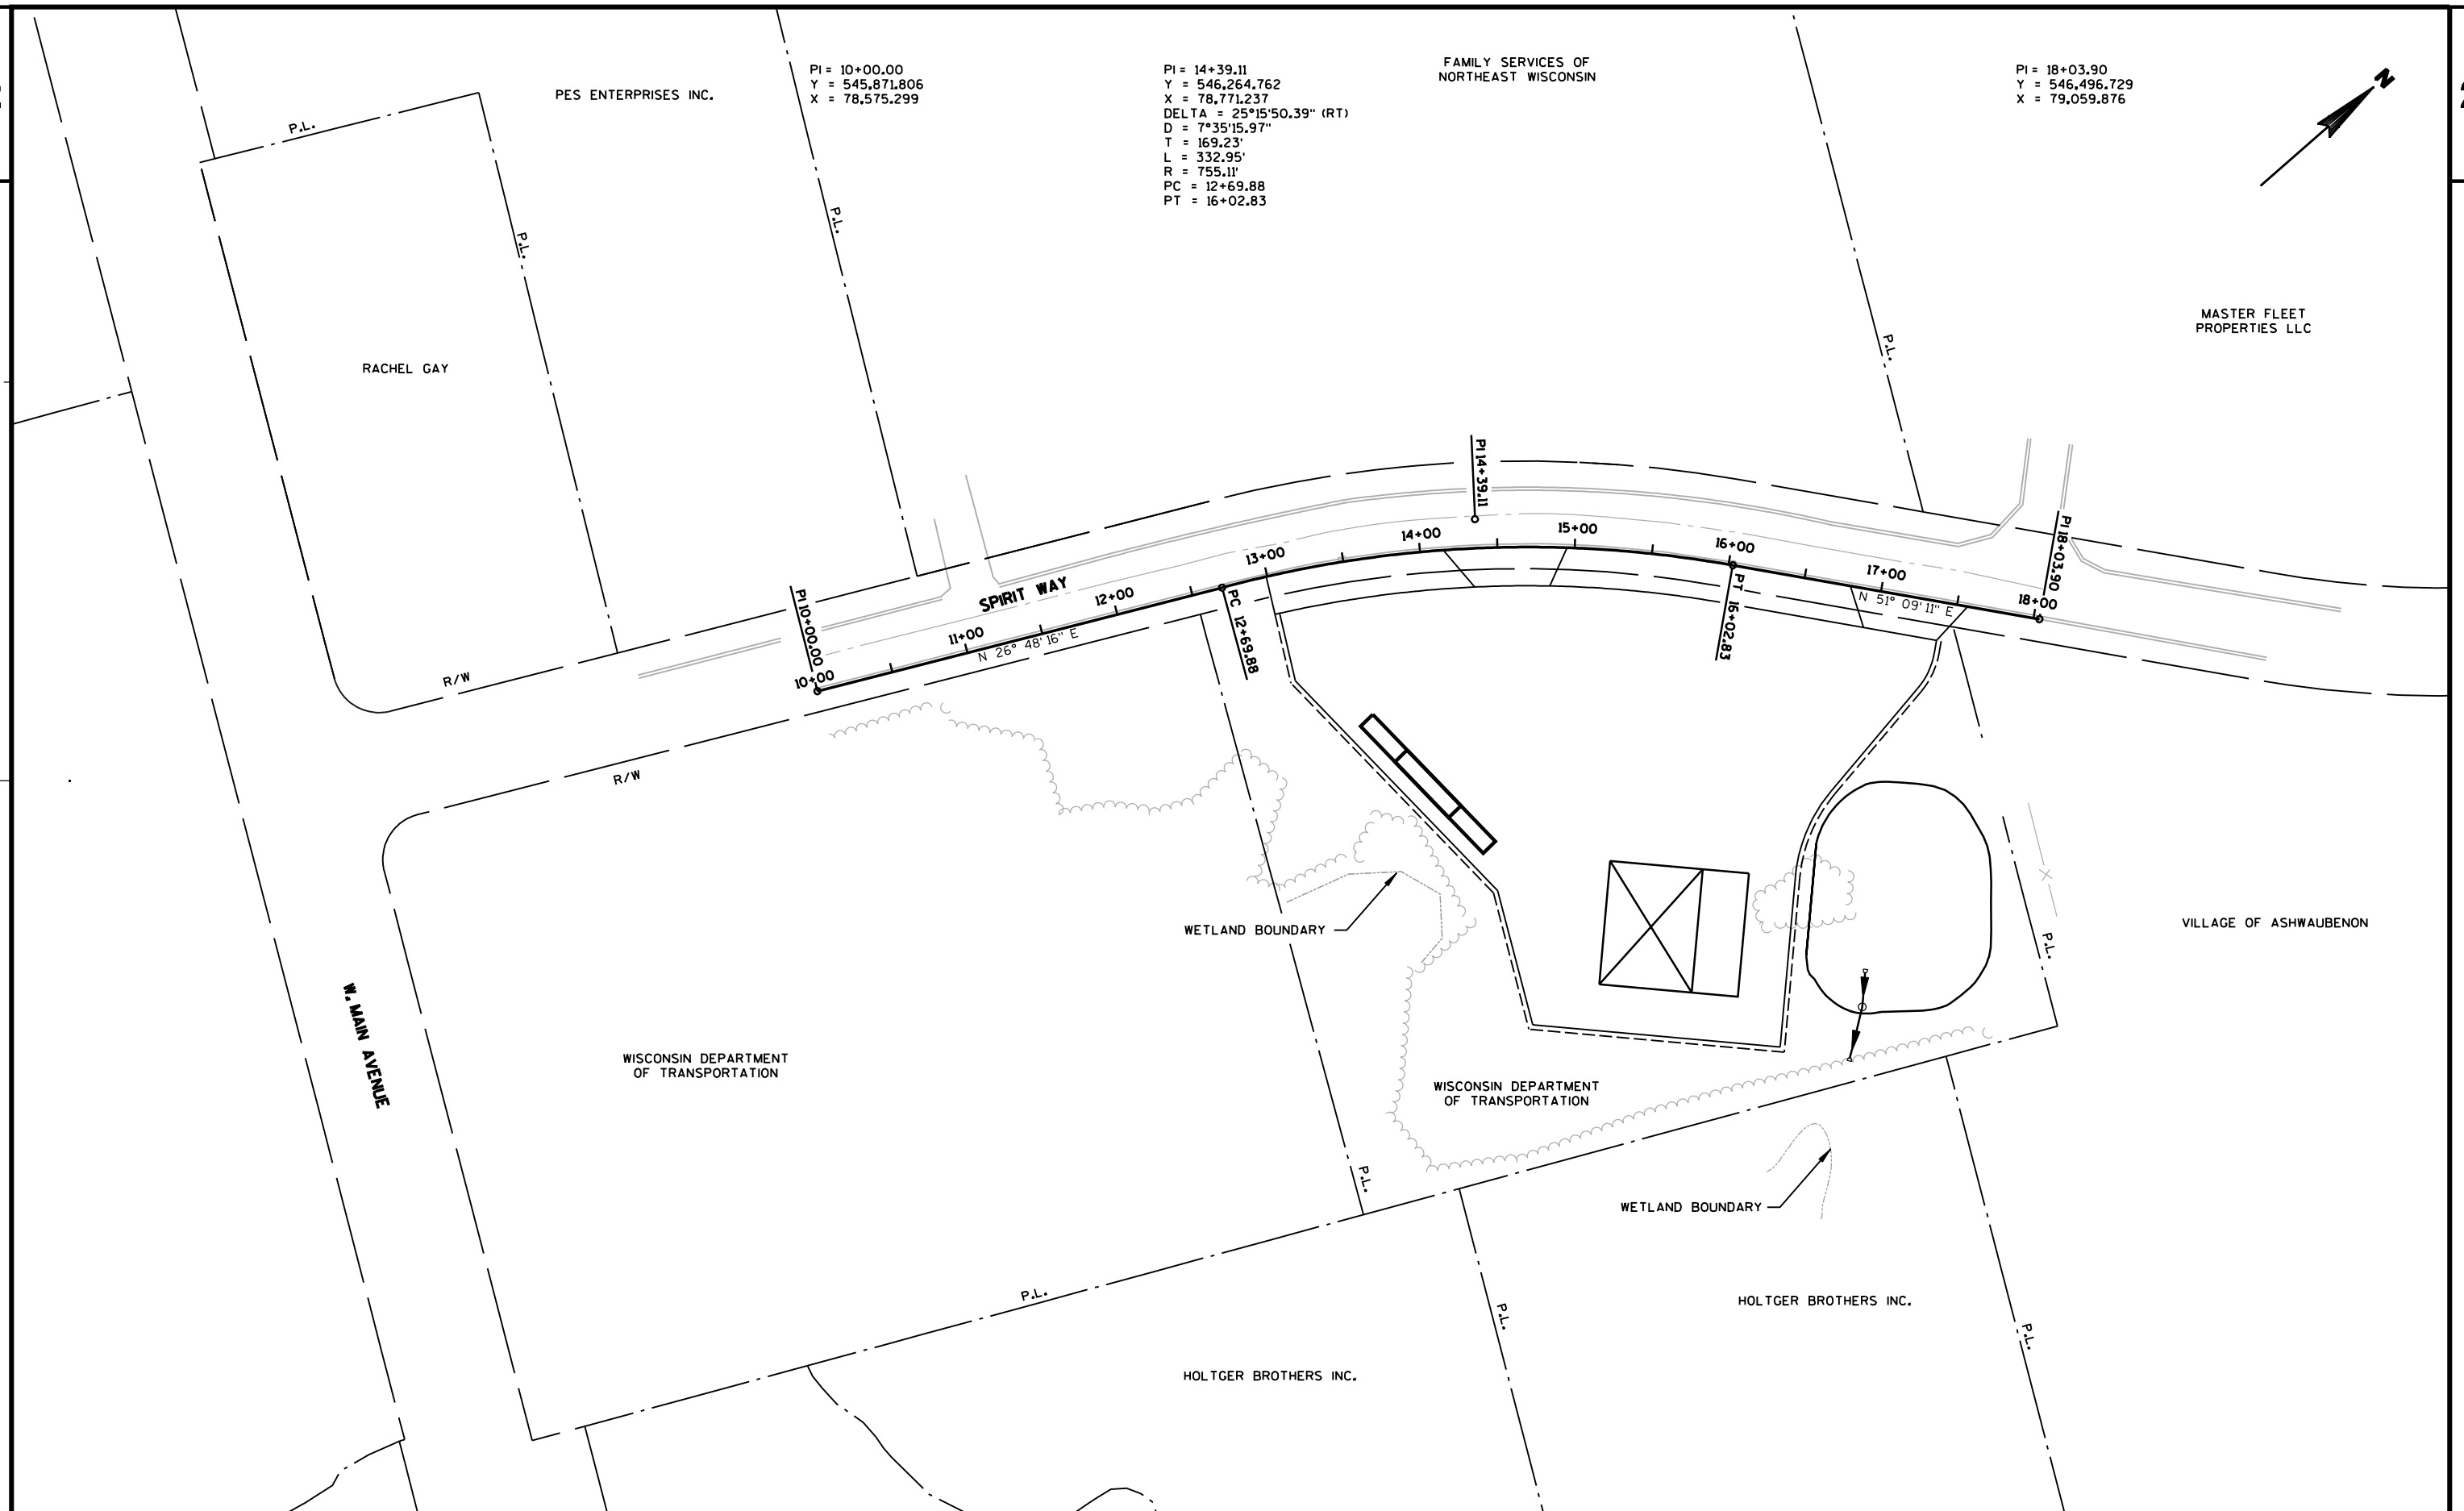 PES ENTERPRISES INC.
PI = 10+00.00
Y = 545,871.806
X = 78,575.299
PI = 14+39.11
Y = 546,264.762
X = 78,771.237
DELTA = 25°15'50.39" (RT)
D = 7°35'15.97"
T = 169.23'
L = 332.95'
R = 755.11'
PC = 12+69.88
PT = 16+02.83
FAMILY SERVICES OF
NORTHEAST WISCONSIN
PI = 18+03.90
Y = 546,496.729
X = 79,059.876
N
P.L.
P.L.
P.L.
P.L.
MASTER FLEET
PROPERTIES LLC
RACHEL GAY
PI 14+39.11
PI 18+03.90
PI 10+00.00
10+00
11+00
12+00
13+00
14+00
15+00
16+00
17+00
18+00
SPIRIT WAY
N 26° 48' 16" E
N 51° 09' 11" E
PC 12+69.88
PT 16+02.83
R/W
R/W
WETLAND BOUNDARY
VILLAGE OF ASHWAUBENON
P.L.
W. MAIN AVENUE
WISCONSIN DEPARTMENT
OF TRANSPORTATION
WISCONSIN DEPARTMENT
OF TRANSPORTATION
P.L.
WETLAND BOUNDARY
P.L.
P.L.
P.L.
HOLTGER BROTHERS INC.
HOLTGER BROTHERS INC.